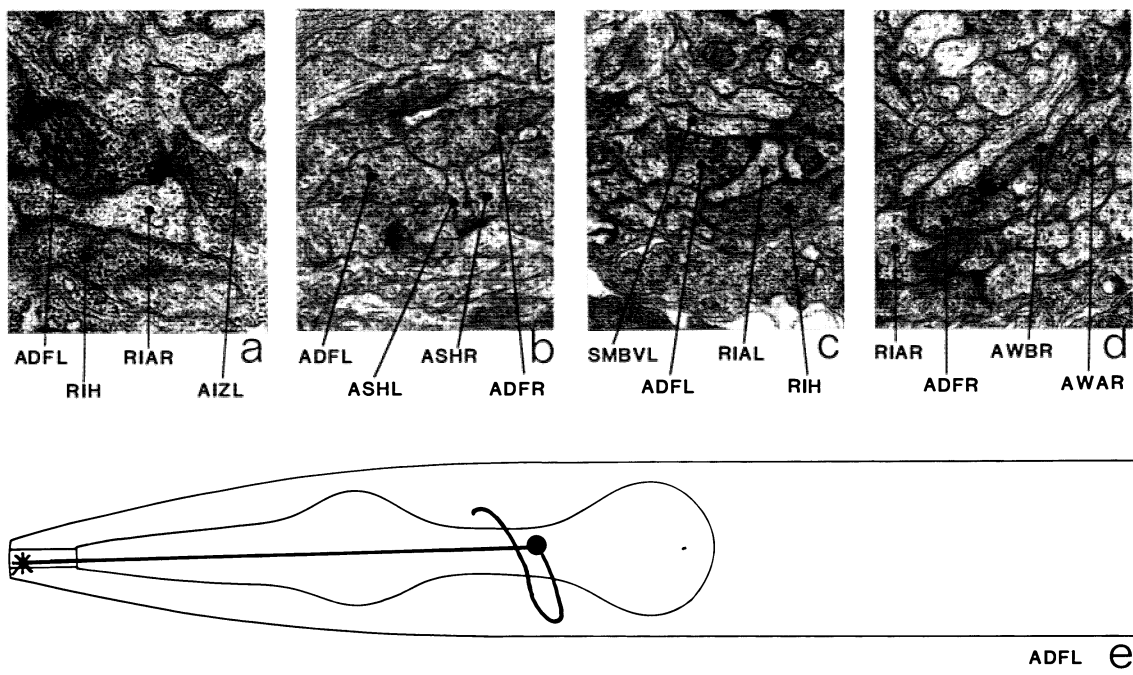 ADFL RIAR a
RIH AIZL
ADFL ASHR b
ASHL ADFR
SMBVL RIAL c
ADFL RIH
RIAR AWBR d
ADFR AWAR
ADFL e